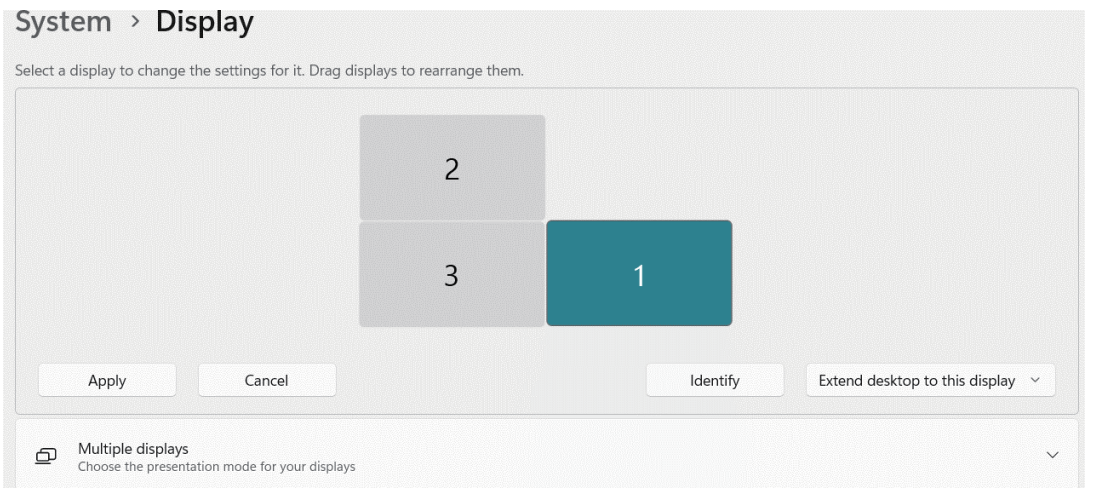 System > Display
Select a display to change the settings for it. Drag displays to rearrange them.
2
3 1
Apply Cancel Identify Extend desktop to this display
Multiple displays
Choose the presentation mode for your displays